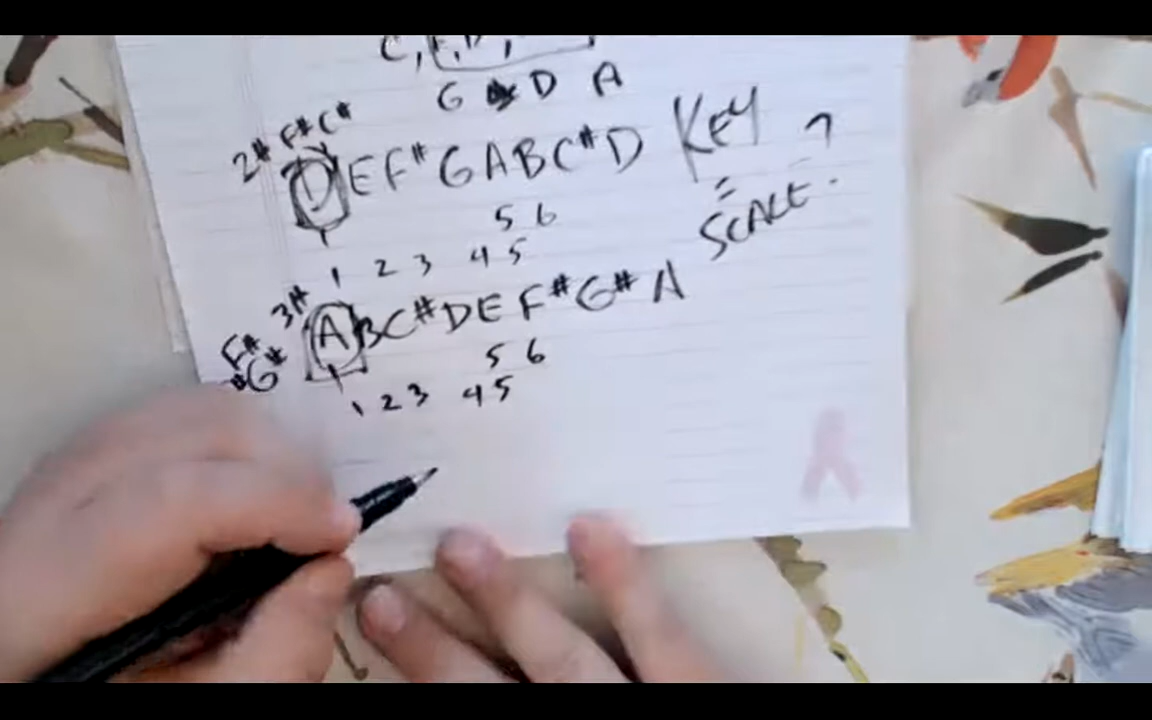 G D A
2# F# C#
D E F# G A B C# D
KEY
=
SCALE ?
5 6
1 2 3 4 5
3#
A B C# D E F# G# A
F#
G#
5 6
1 2 3 4 5